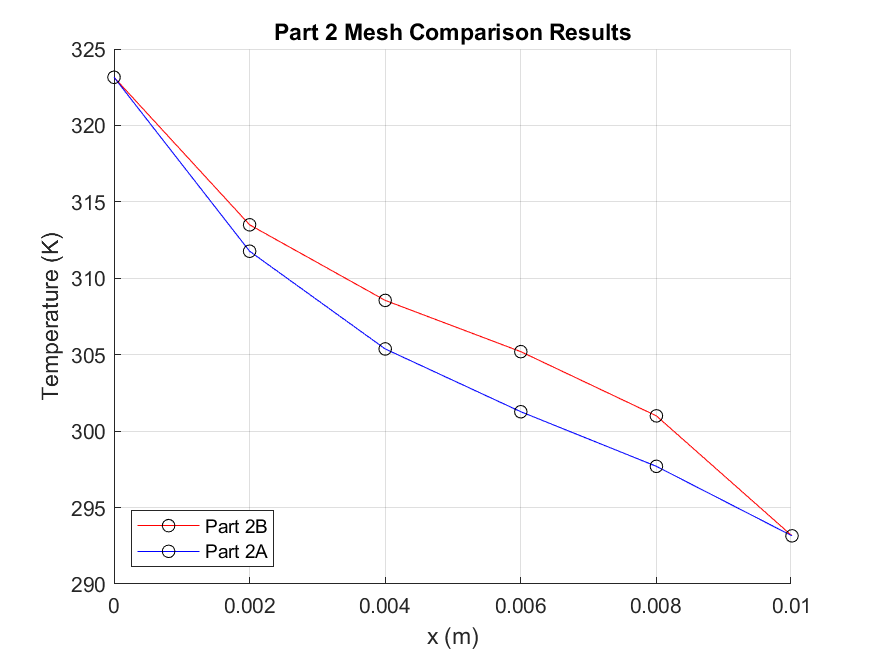 Part 2 Mesh Comparison Results
325
320
315
310
305
300
295
290
Temperature (K)
Part 2B
Part 2A
0 0.002 0.004 0.006 0.008 0.01
x (m)